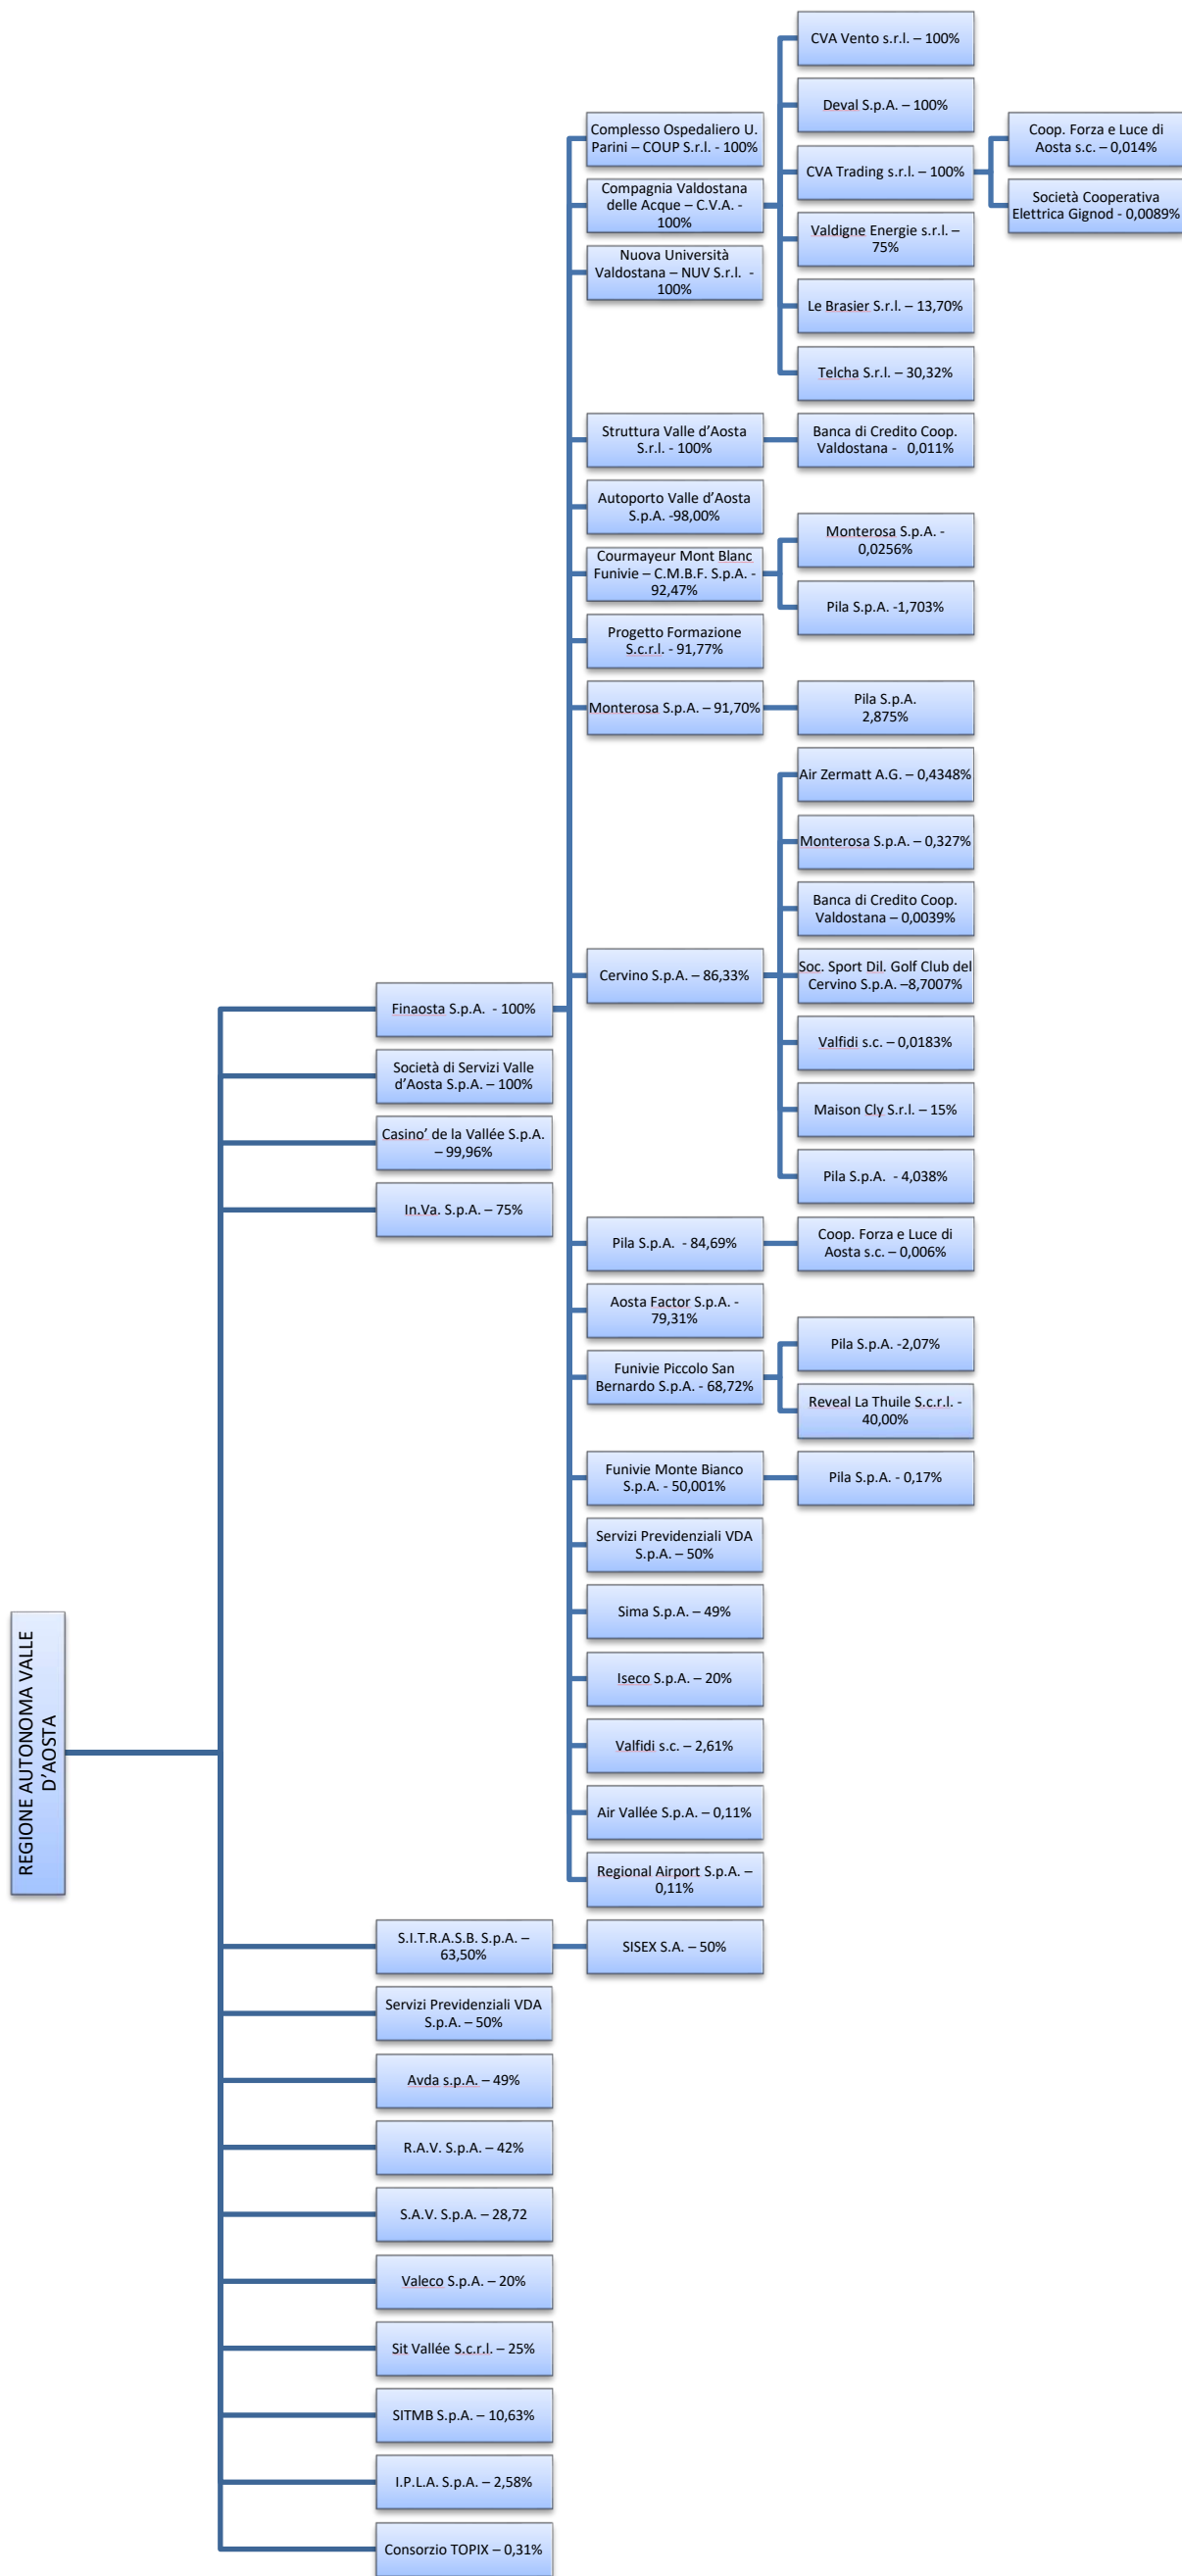 CVA Vento s.r.l. – 100%
Deval S.p.A. – 100%
Complesso Ospedaliero U.
Parini – COUP S.r.l. - 100%
Coop. Forza e Luce di
Aosta s.c. – 0,014%
CVA Trading s.r.l. – 100%
Compagnia Valdostana
delle Acque – C.V.A. -
100%
Società Cooperativa
Elettrica Gignod - 0,0089%
Valdigne Energie s.r.l. –
75%
Nuova Università
Valdostana – NUV S.r.l.  -
100%
Le Brasier S.r.l. – 13,70%
Telcha S.r.l. – 30,32%
Struttura Valle d’Aosta
S.r.l. - 100%
Banca di Credito Coop.
Valdostana -   0,011%
Autoporto Valle d’Aosta
S.p.A. -98,00%
Monterosa S.p.A. -
0,0256%
Courmayeur Mont Blanc
Funivie – C.M.B.F. S.p.A. -
92,47%
Pila S.p.A. -1,703%
Progetto Formazione
S.c.r.l. - 91,77%
Monterosa S.p.A. – 91,70%
Pila S.p.A.
2,875%
Air Zermatt A.G. – 0,4348%
Monterosa S.p.A. – 0,327%
Banca di Credito Coop.
Valdostana – 0,0039%
Cervino S.p.A. – 86,33%
Soc. Sport Dil. Golf Club del
Cervino S.p.A. –8,7007%
Finaosta S.p.A.  - 100%
Valfidi s.c. – 0,0183%
Società di Servizi Valle
d’Aosta S.p.A. – 100%
Maison Cly S.r.l. – 15%
Casino’ de la Vallée S.p.A.
– 99,96%
Pila S.p.A.  - 4,038%
In.Va. S.p.A. – 75%
Pila S.p.A.  - 84,69%
Coop. Forza e Luce di
Aosta s.c. – 0,006%
Aosta Factor S.p.A. -
79,31%
Pila S.p.A. -2,07%
Funivie Piccolo San
Bernardo S.p.A. - 68,72%
Reveal La Thuile S.c.r.l. -
40,00%
Funivie Monte Bianco
S.p.A. - 50,001%
Pila S.p.A. - 0,17%
Servizi Previdenziali VDA
S.p.A. – 50%
Sima S.p.A. – 49%
Iseco S.p.A. – 20%
REGIONE AUTONOMA VALLE
D’AOSTA
Valfidi s.c. – 2,61%
Air Vallée S.p.A. – 0,11%
Regional Airport S.p.A. –
0,11%
S.I.T.R.A.S.B. S.p.A. –
63,50%
SISEX S.A. – 50%
Servizi Previdenziali VDA
S.p.A. – 50%
Avda s.p.A. – 49%
R.A.V. S.p.A. – 42%
S.A.V. S.p.A. – 28,72
Valeco S.p.A. – 20%
Sit Vallée S.c.r.l. – 25%
SITMB S.p.A. – 10,63%
I.P.L.A. S.p.A. – 2,58%
Consorzio TOPIX – 0,31%